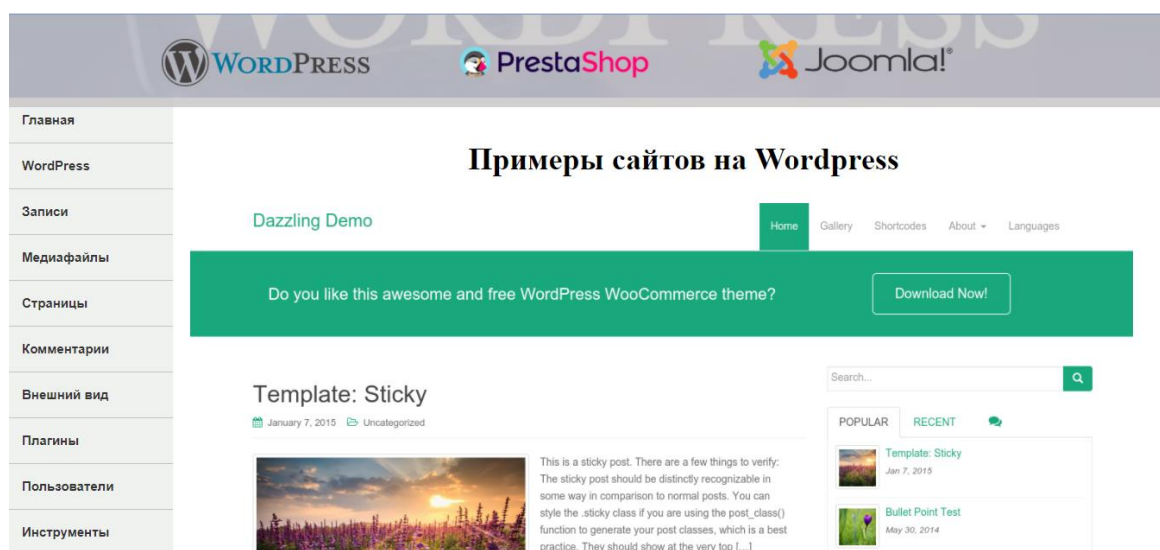 WORDPRESS
WORDPRESS
PrestaShop
Joomla!®
Главная
WordPress
Записи
Медиафайлы
Страницы
Комментарии
Внешний вид
Плагины
Пользователи
Инструменты
Примеры сайтов на Wordpress
Dazzling Demo
Home
Gallery
Shortcodes
About
Languages
Do you like this awesome and free WordPress WooCommerce theme?
Download Now!
Template: Sticky
January 7, 2015
Uncategorized
This is a sticky post. There are a few things to verify:
The sticky post should be distinctly recognizable in
some way in comparison to normal posts. You can
style the .sticky class if you are using the post_class()
function to generate your post classes, which is a best
practice. They should show at the very top [...]
Search...
POPULAR
RECENT
Template: Sticky
Jan 7, 2015
Bullet Point Test
May 30, 2014